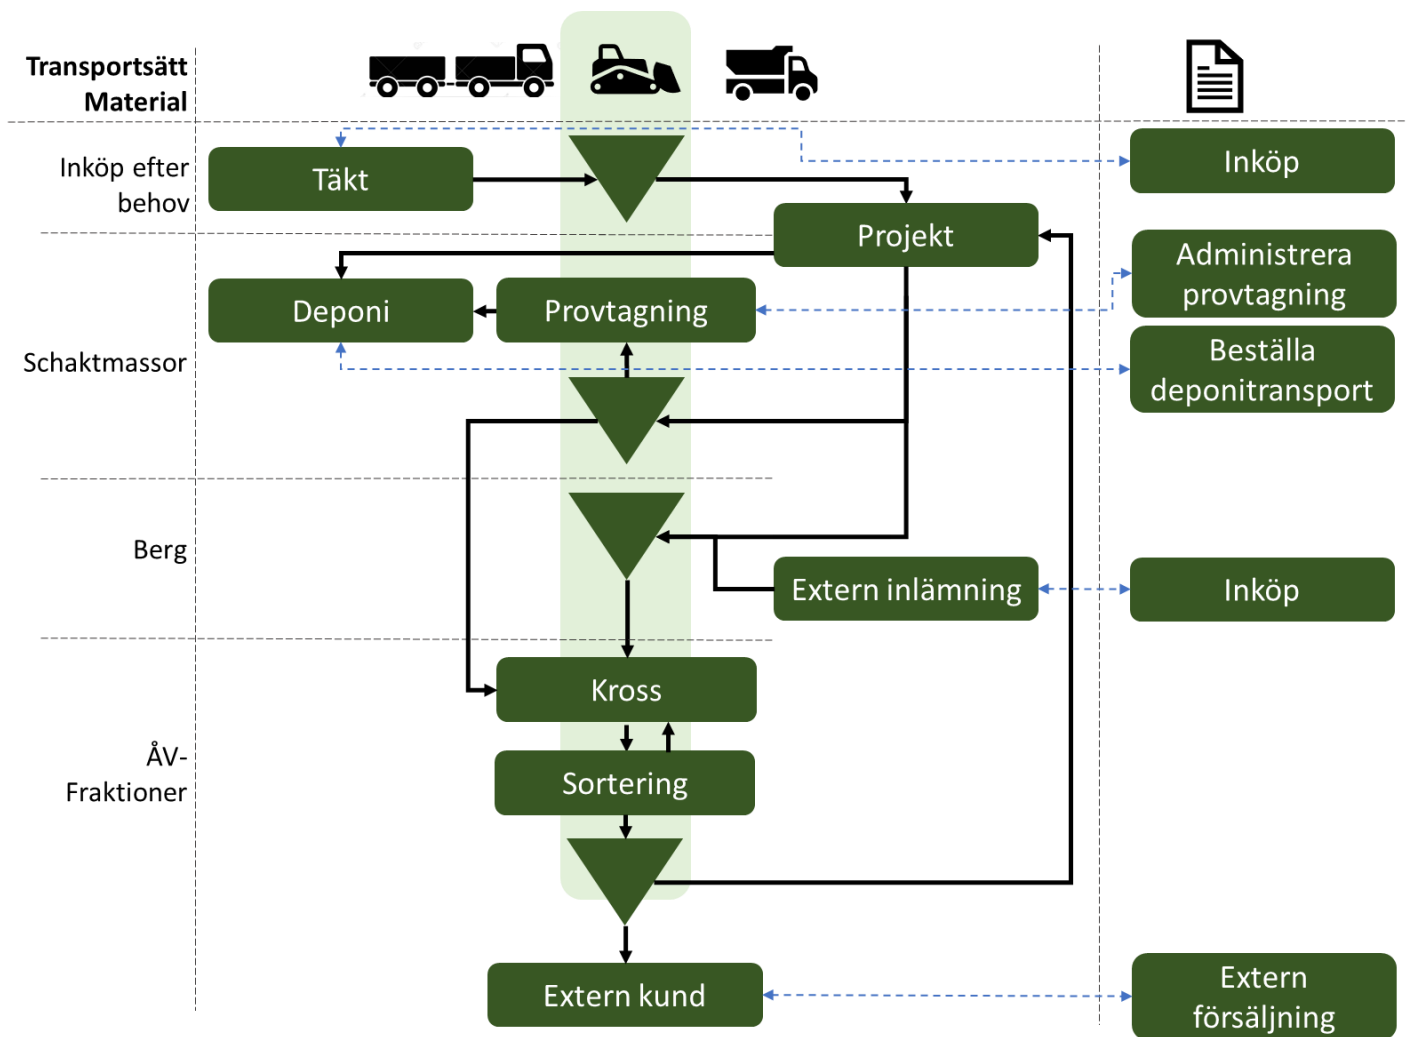 Transportsätt
Material
Inköp efter
behov
Täkt
Inköp
Projekt
Administrera
provtagning
Deponi
Provtagning
Schaktmassor
Beställa
deponitransport
Berg
Extern inlämning
Inköp
Kross
ÅV-
Fraktioner
Sortering
Extern kund
Extern
försäljning